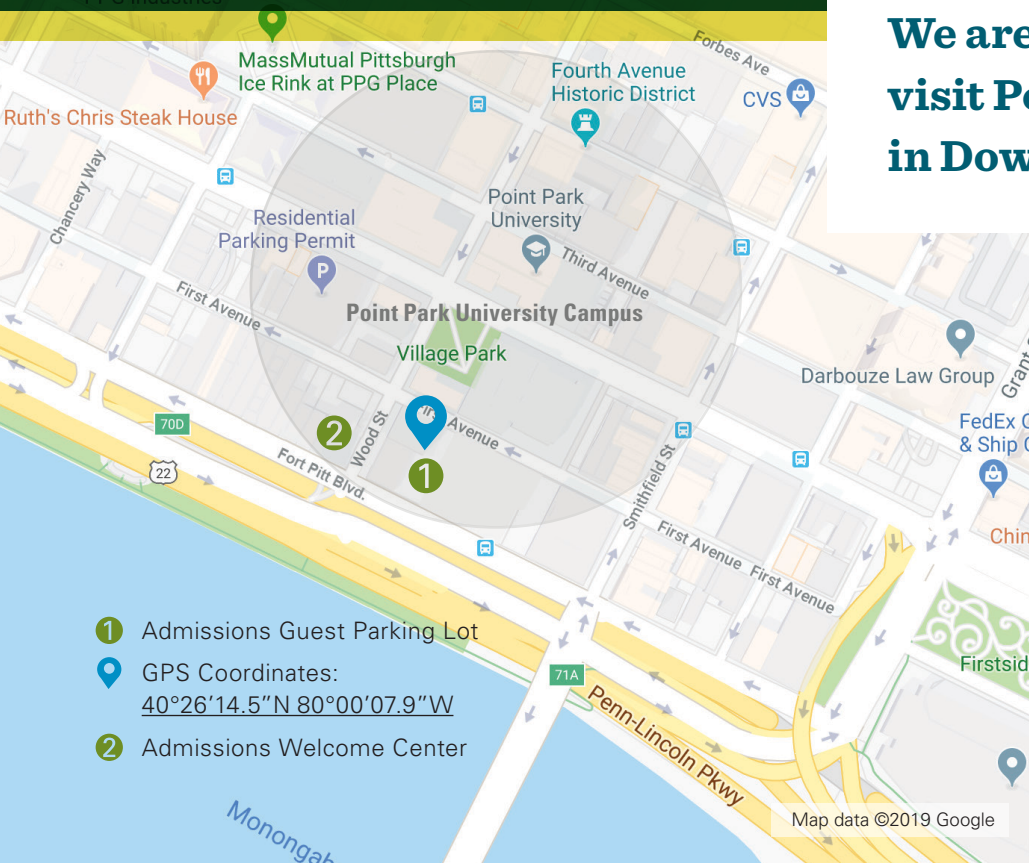 We are
visit Po
in Dow
MassMutual Pittsburgh
Ice Rink at PPG Place
Ruth's Chris Steak House
Forbes Ave
Fourth Avenue
Historic District
CVS
Chancery Way
Point Park
University
Residential
Parking Permit
P
Third Avenue
First Avenue
Point Park University Campus
Village Park
Darbouze Law Group
Grant
FedEx
& Ship
70D
22
2
Wood St
Avenue
1
Fort Pitt Blvd.
Smithfield St
First Avenue
First Avenue
Chin
1 Admissions Guest Parking Lot
GPS Coordinates:
40°26'14.5"N 80°00'07.9"W
2 Admissions Welcome Center
71A
Penn-Lincoln Pkwy
Firstsid
Monongah
Map data ©2019 Google